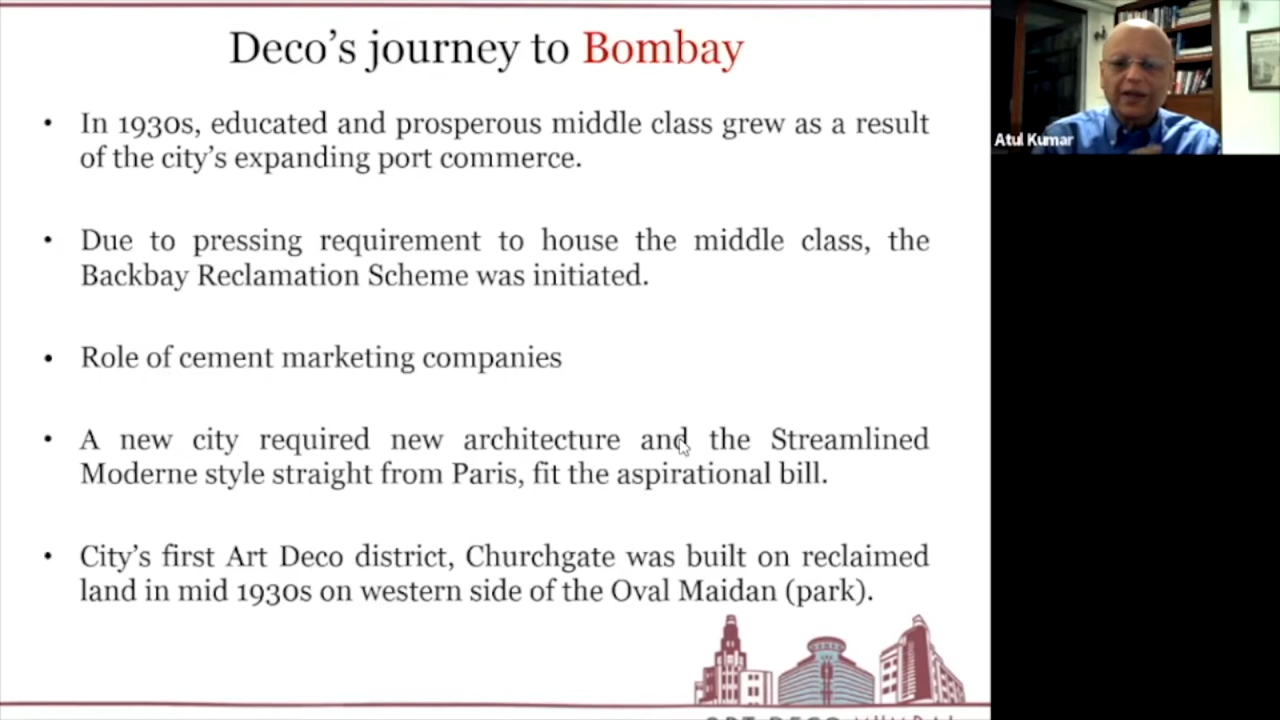 Deco’s journey to Bombay
• In 1930s, educated and prosperous middle class grew as a result
of the city’s expanding port commerce.
• Due to pressing requirement to house the middle class, the
Backbay Reclamation Scheme was initiated.
• Role of cement marketing companies
• A new city required new architecture and the Streamlined
Moderne style straight from Paris, fit the aspirational bill.
• City’s first Art Deco district, Churchgate was built on reclaimed
land in mid 1930s on western side of the Oval Maidan (park).
ART DECO MUMBAI
Atul Kumar